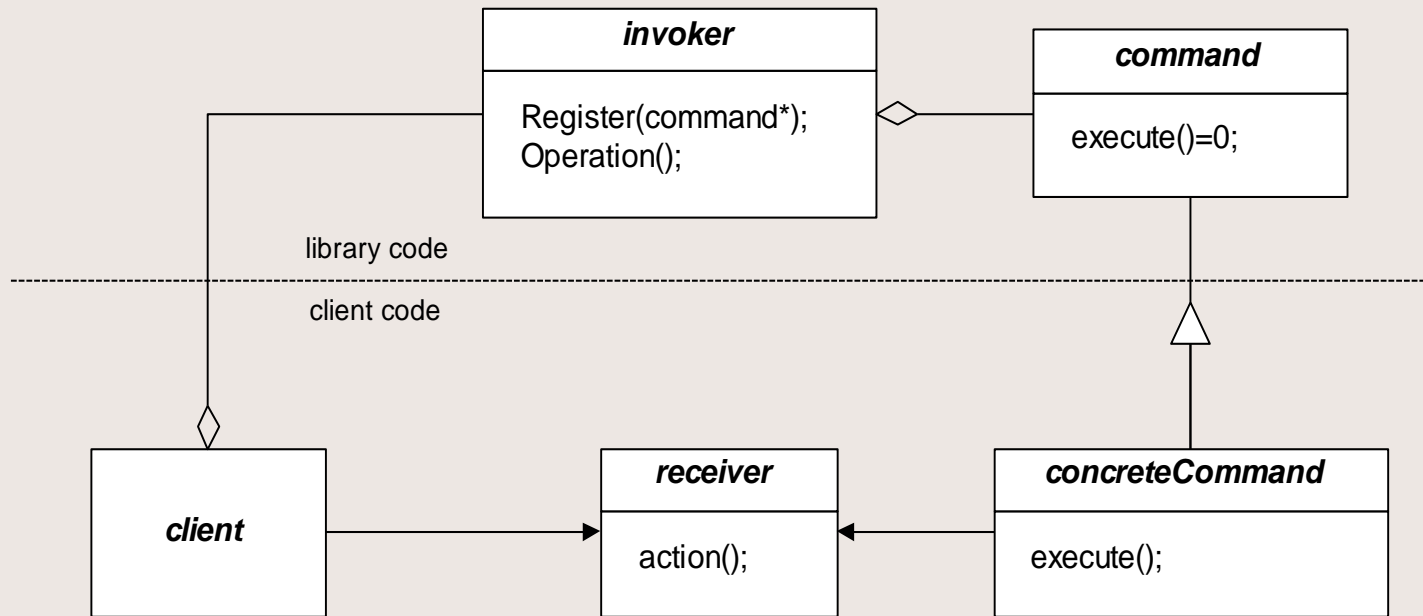 invoker
Register(command*);
Operation();
command
execute()=0;
library code
client code
client
receiver
action();
concreteCommand
execute();